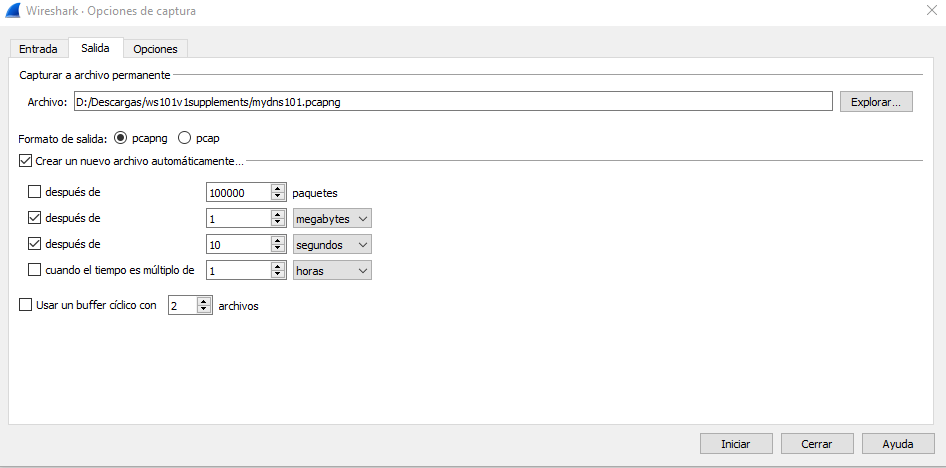 Wireshark · Opciones de captura
Entrada Salida Opciones
Capturar a archivo permanente
Archivo: D:/Descargas/ws101v1supplements/mydns101.pcapng Explorar...
Formato de salida: pcapng pcap
Crear un nuevo archivo automáticamente...
después de 100000 paquetes
después de 1 megabytes
después de 10 segundos
cuando el tiempo es múltiplo de 1 horas
Usar un buffer cíclico con 2 archivos
Iniciar Cerrar Ayuda